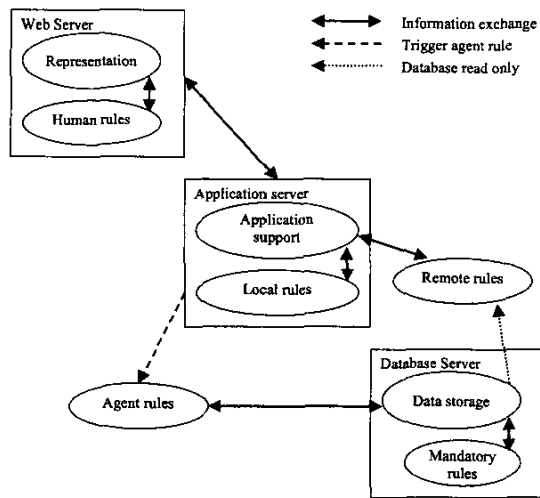 Web Server
Representation
Human rules
Information exchange
Trigger agent rule
Database read only
Application server
Application
support
Local rules
Remote rules
Agent rules
Database Server
Data storage
Mandatory
rules